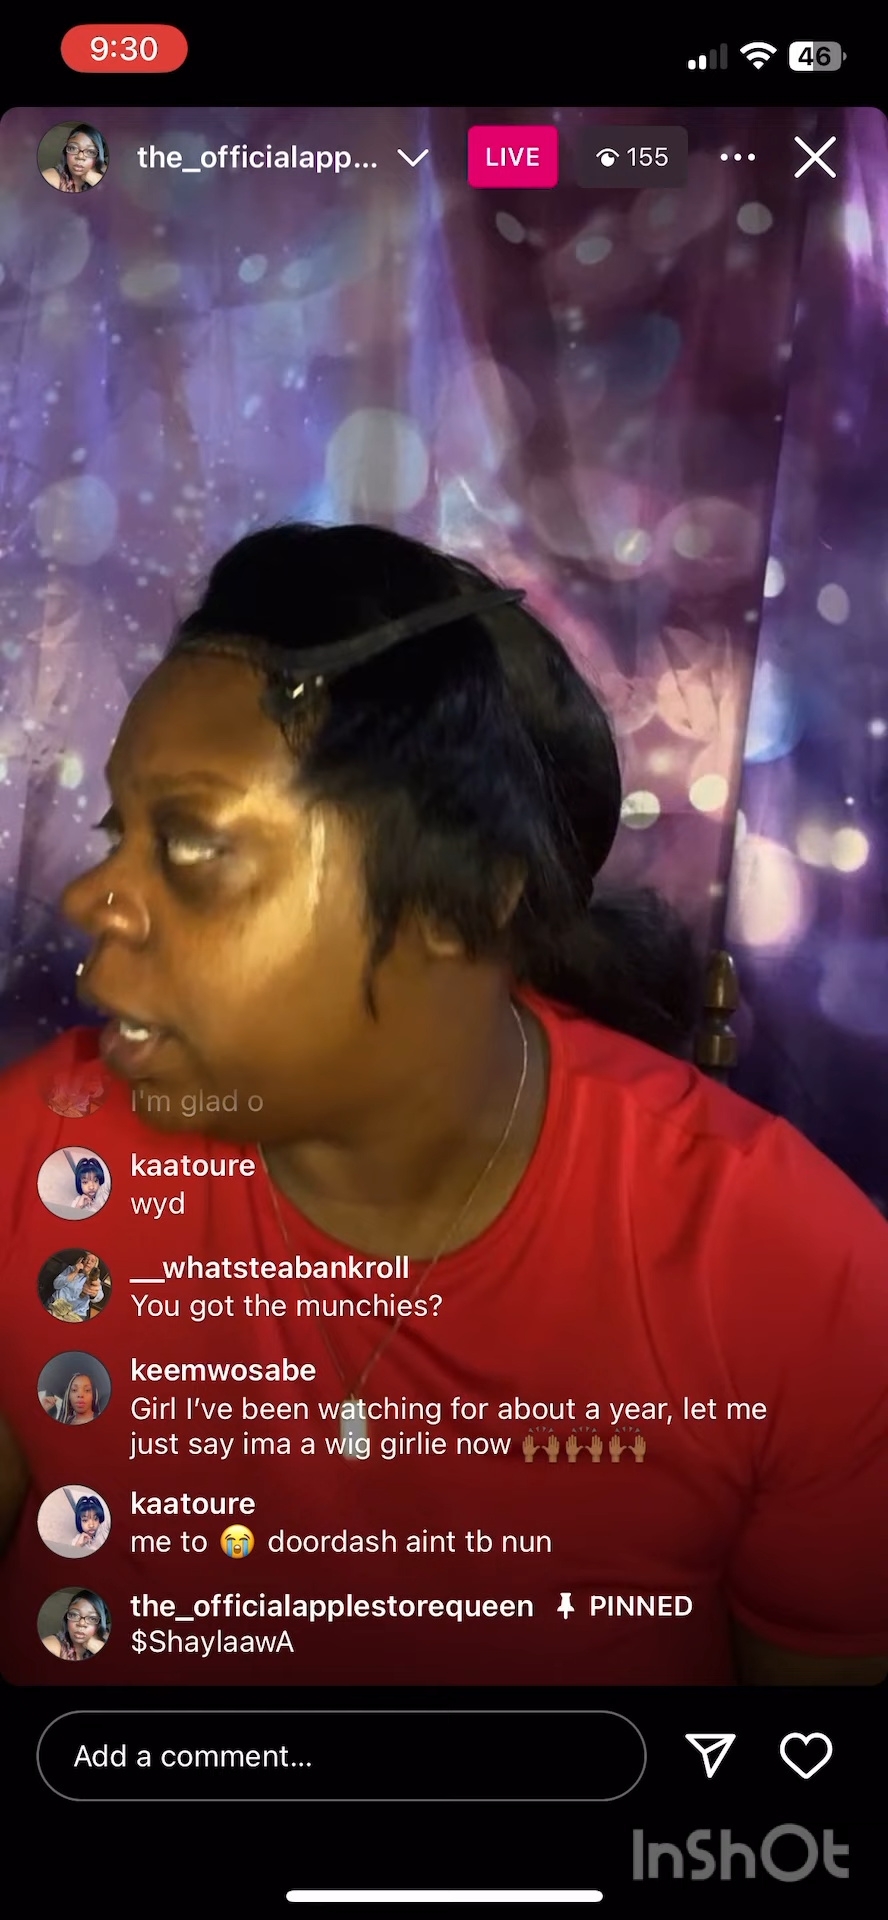 9:30
46
the_officialapp...
LIVE
155
I'm glad o
kaatoure
wyd
__whatsteabankroll
You got the munchies?
keemwosabe
Girl I’ve been watching for about a year, let me
just say ima a wig girlie now 🙌🏾🙌🏾🙌🏾
kaatoure
me to 😭 doordash aint tb nun
the_officialapplestorequeen PINNED
$ShaylaawA
Add a comment...
InShOt